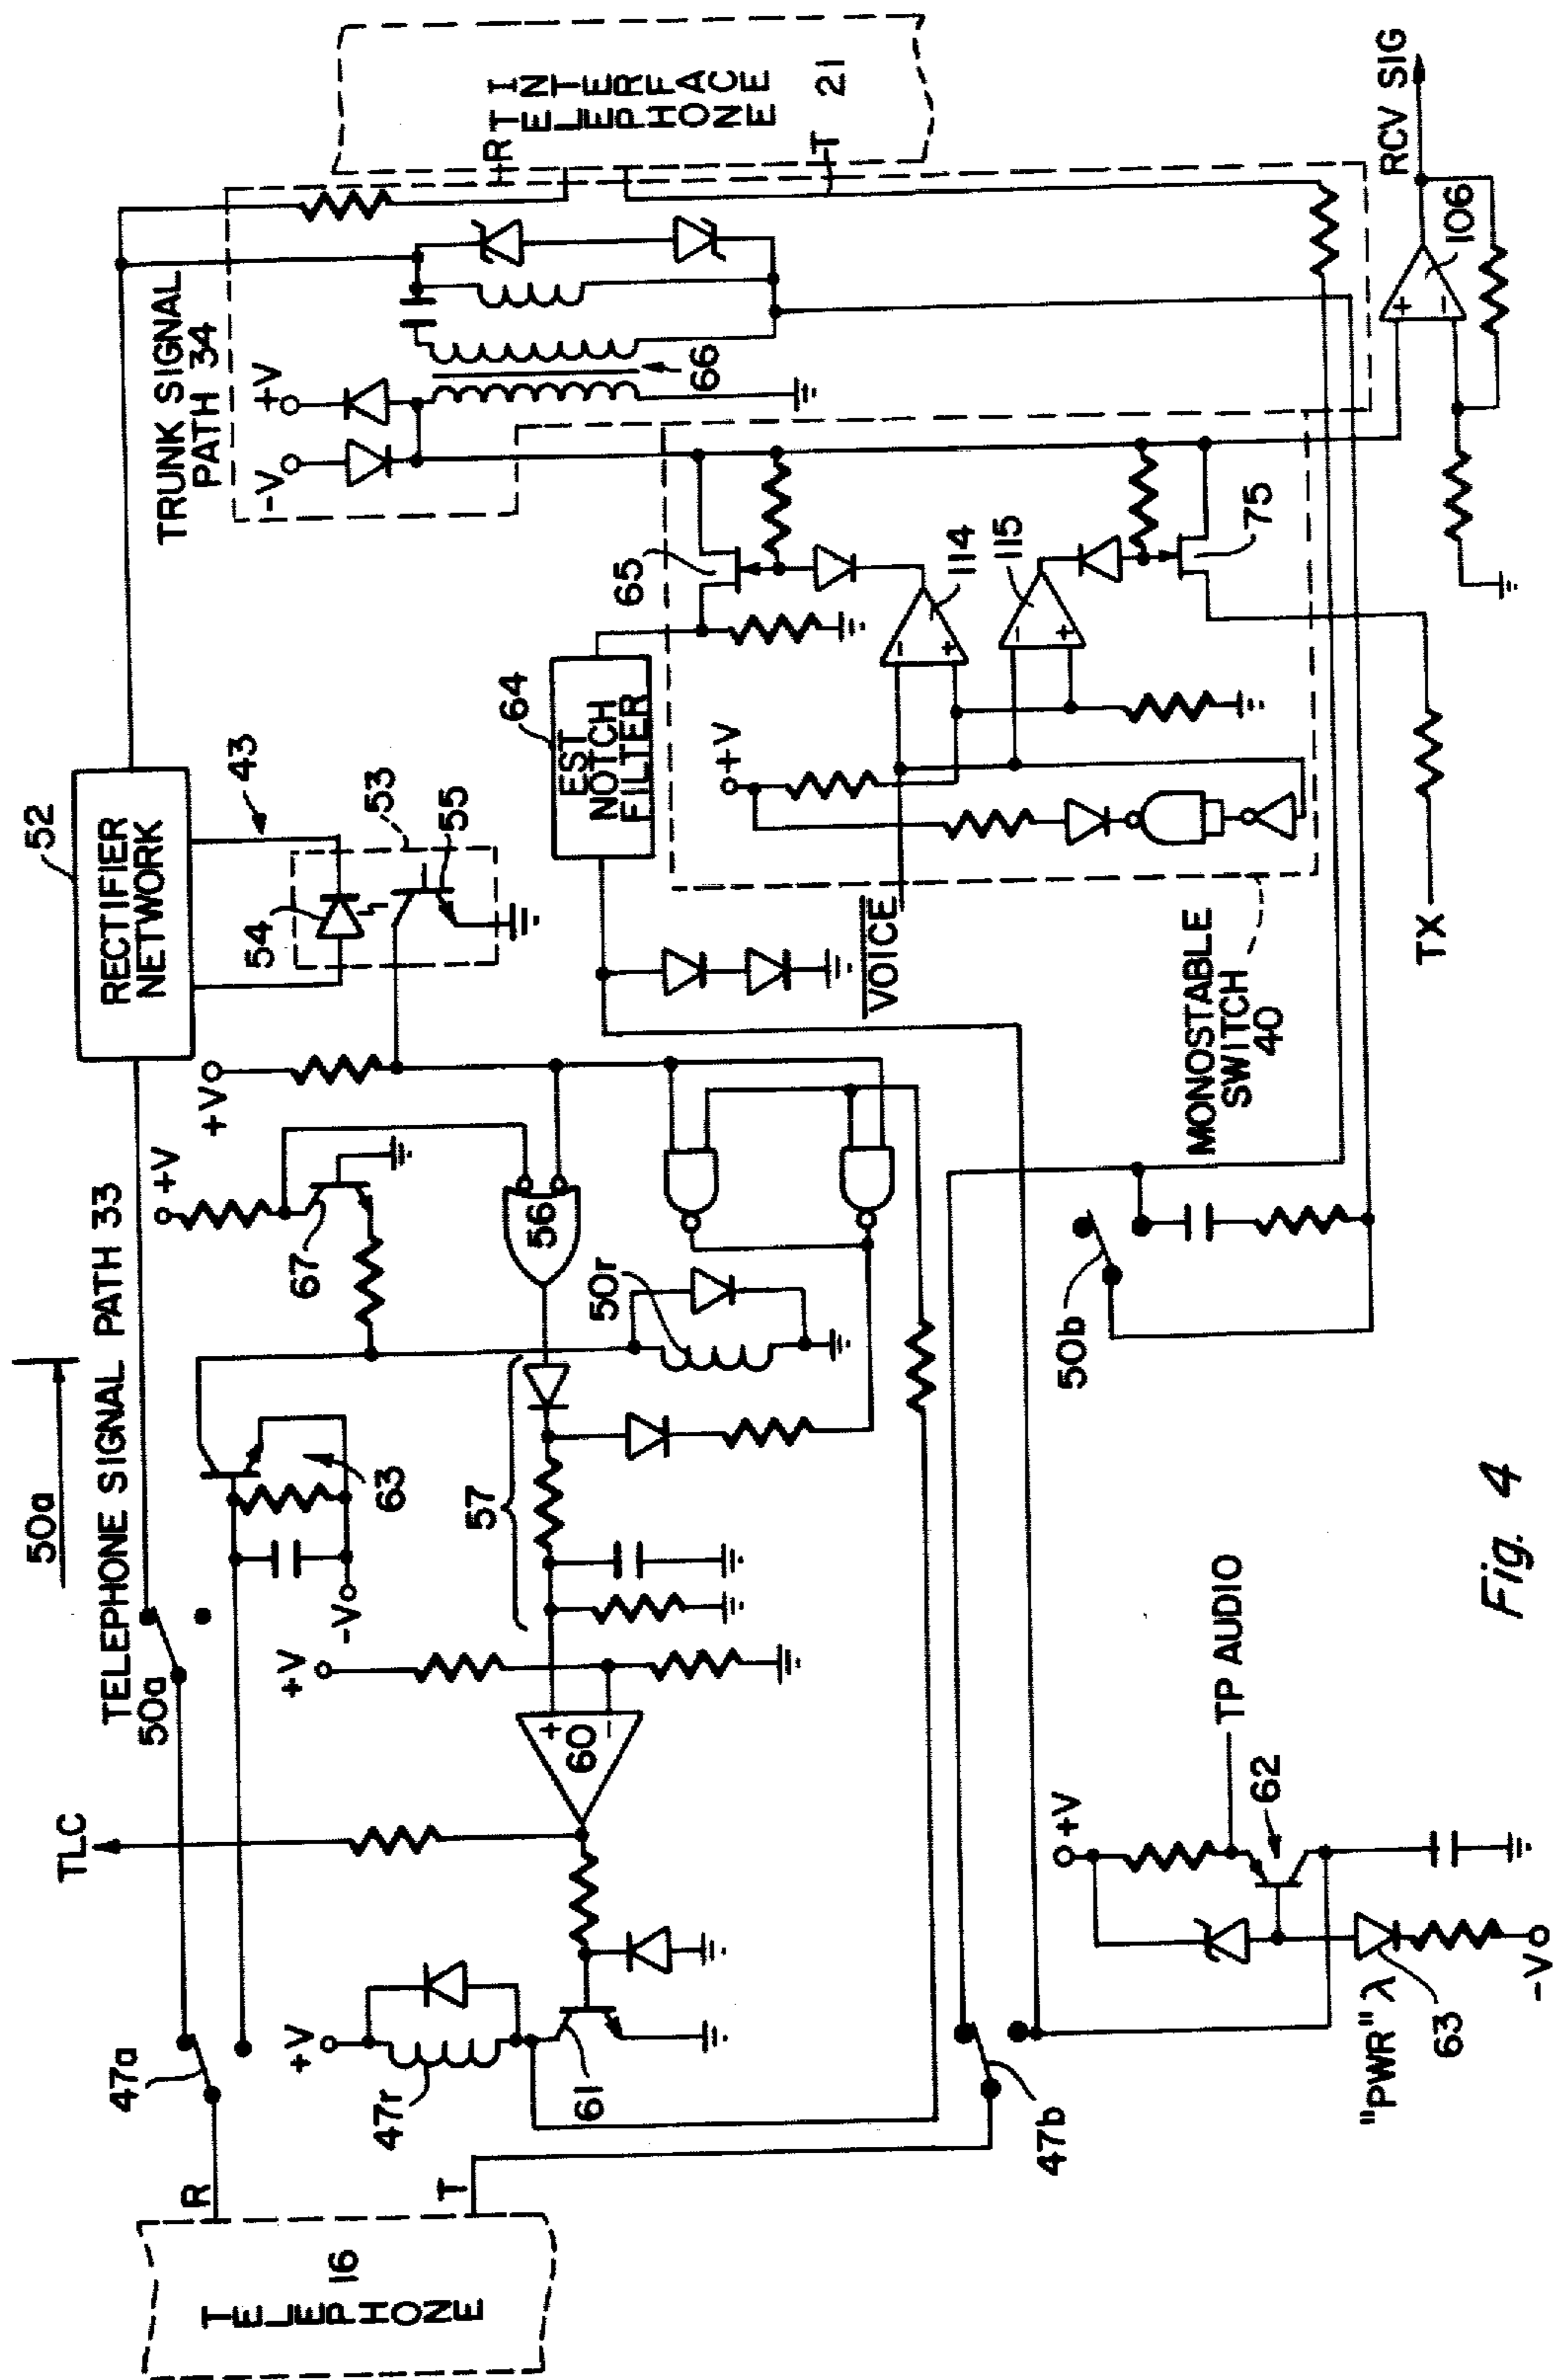 50a
TELEPHONE SIGNAL PATH 33
52
RECTIFIER
NETWORK
43
53
54
55
TRUNK SIGNAL
PATH 34
-V
+V
66
R
T
TELEPHONE
INTERFACE
21
TELEPHONE
16
R
T
47a
TLC
50a
+V
47r
61
60
+
-
+V
57
-V
63
67
+V
+V
56
50r
EST
NOTCH
FILTER
64
65
+V
VOICE
114
-
+
115
-
+
75
MONOSTABLE
SWITCH
40
TX
50b
47b
+V
TP AUDIO
62
"PWR" λ
63
-V
+
-
106
RCV SIG
Fig. 4